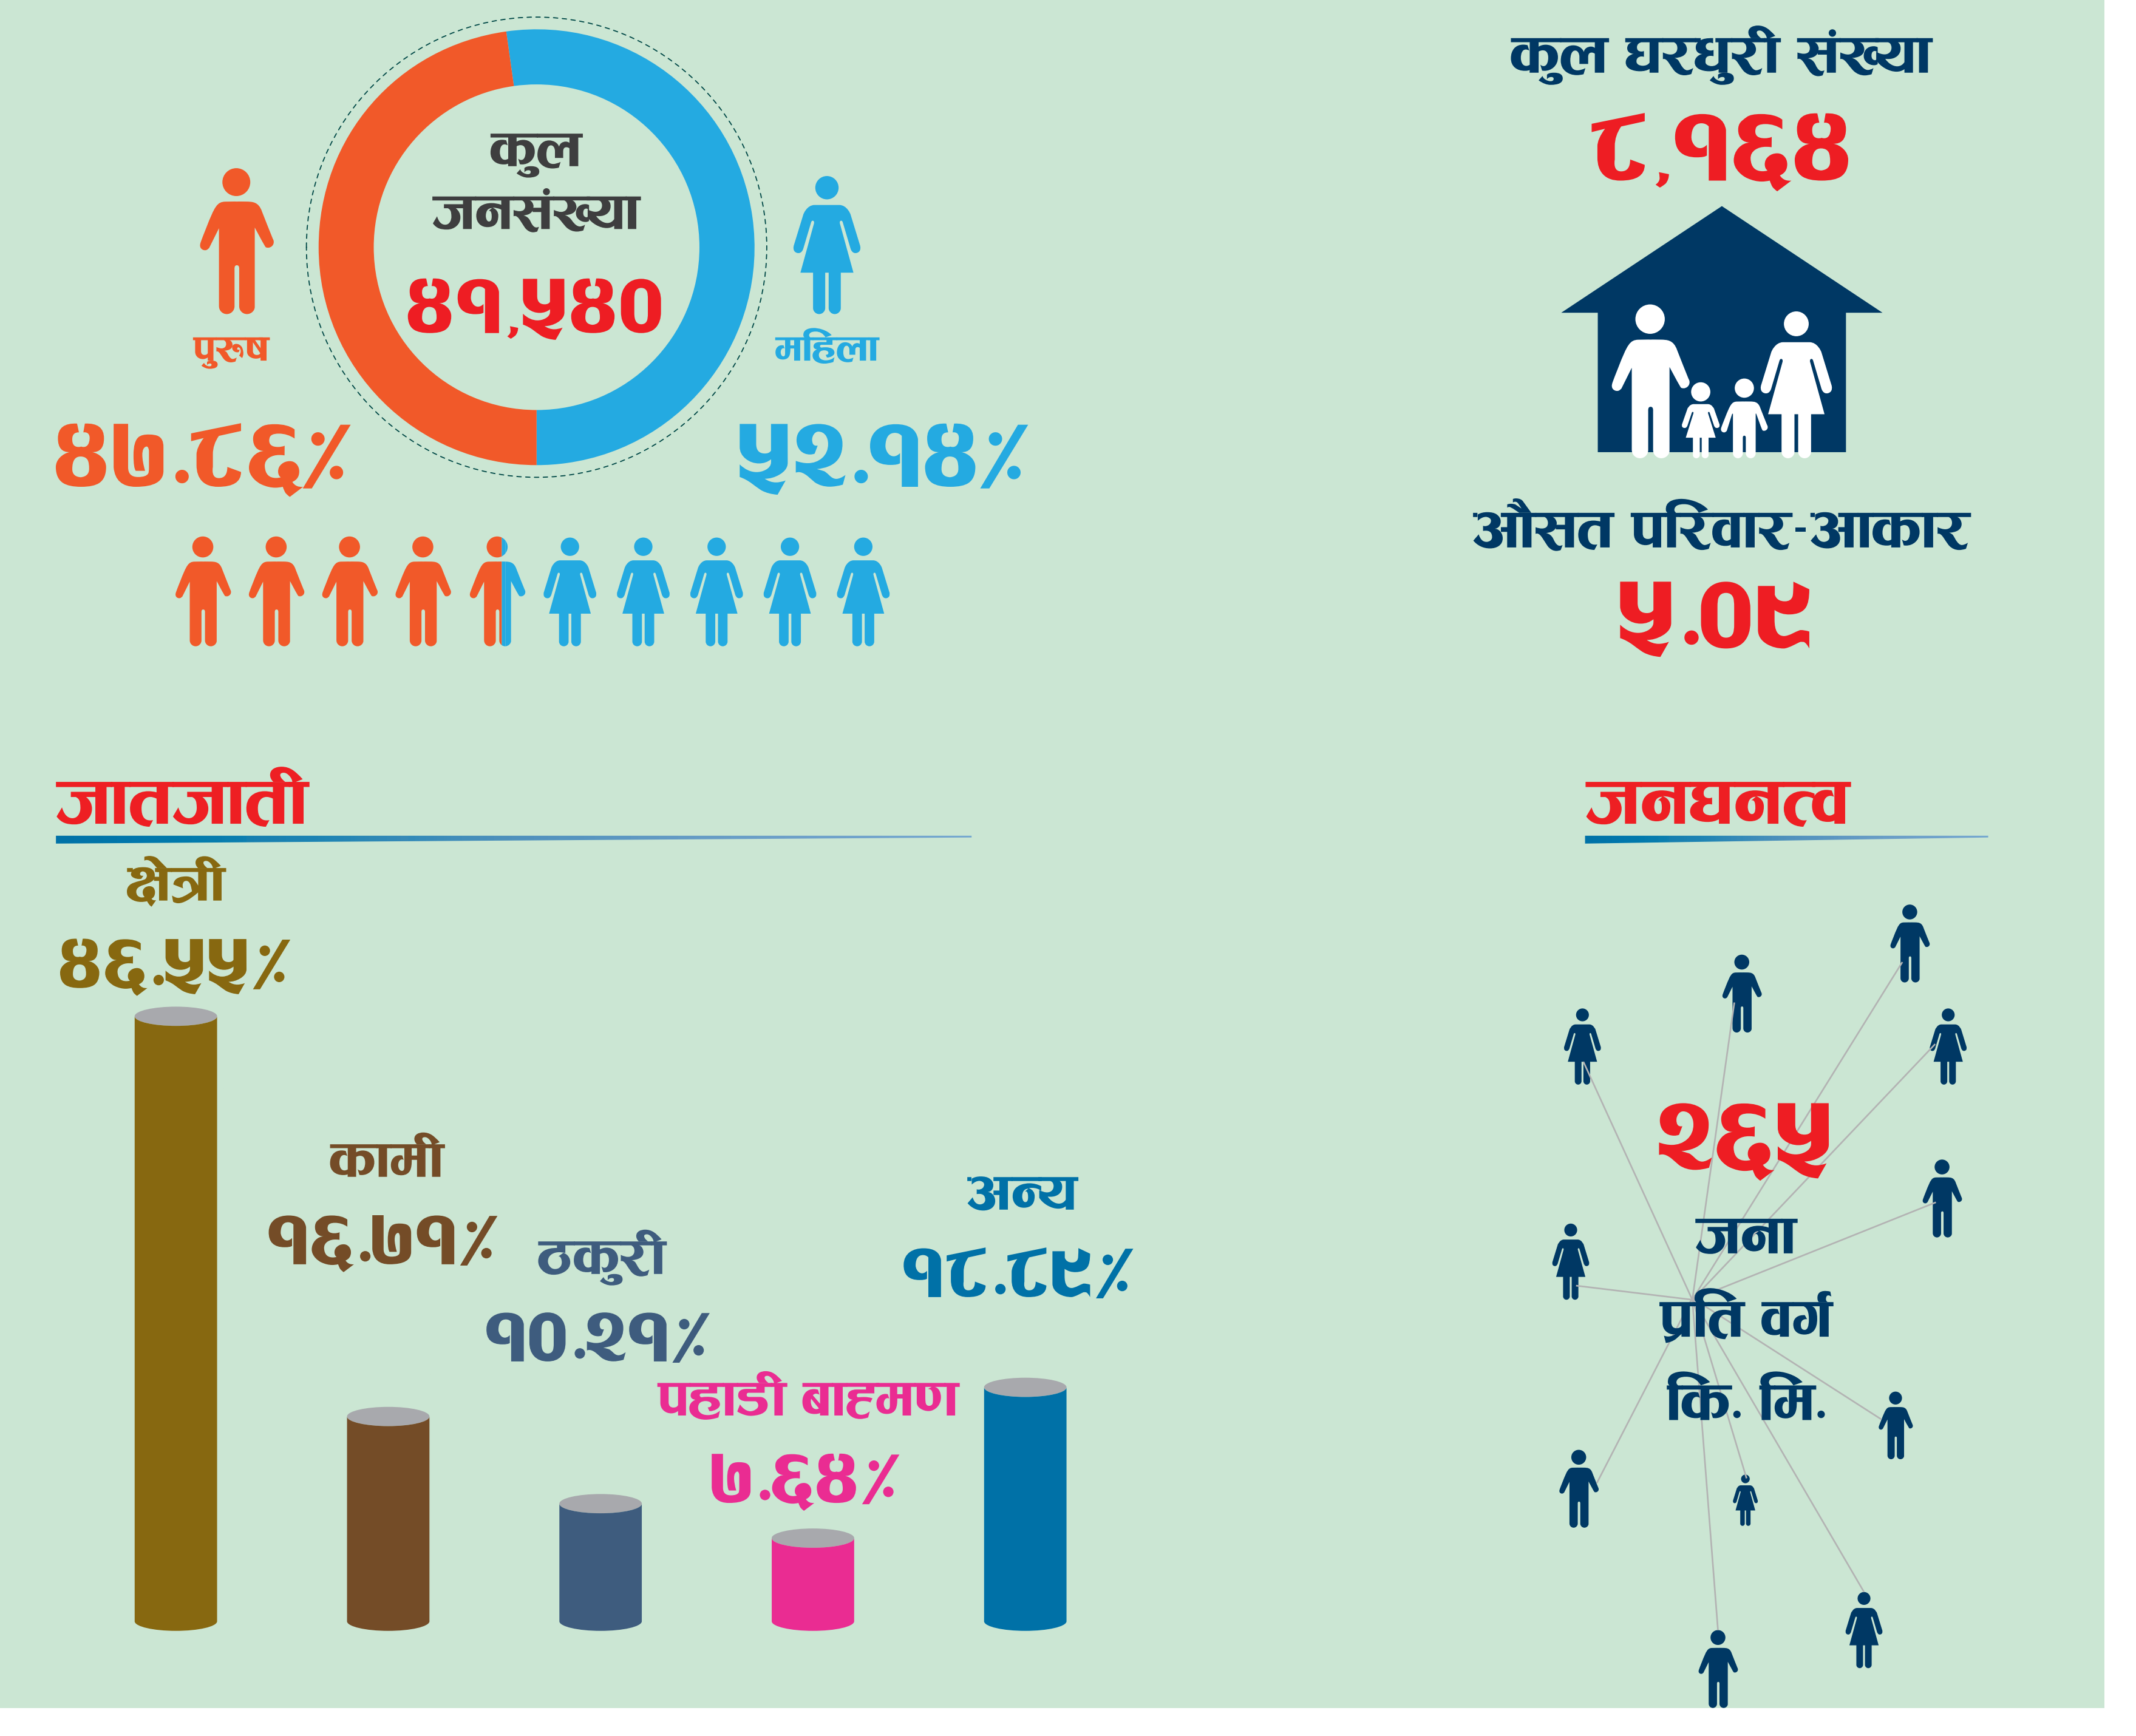 कुल
जनसंख्या
४१,५४०
पुरुष
४७.८६%
महिला
५२.१४%
कुल घरधुरी संख्या
८,१६४
औसत परिवार-आकार
५.०९
जातजाती
क्षेत्री
४६.५५%
कामी
१६.७१%
ठकुरी
१०.२१%
पहाडी बाहमण
७.६४%
अन्य
१८.८९%
जनघनत्व
२६५
जना
प्रति वर्ग
कि. मि.